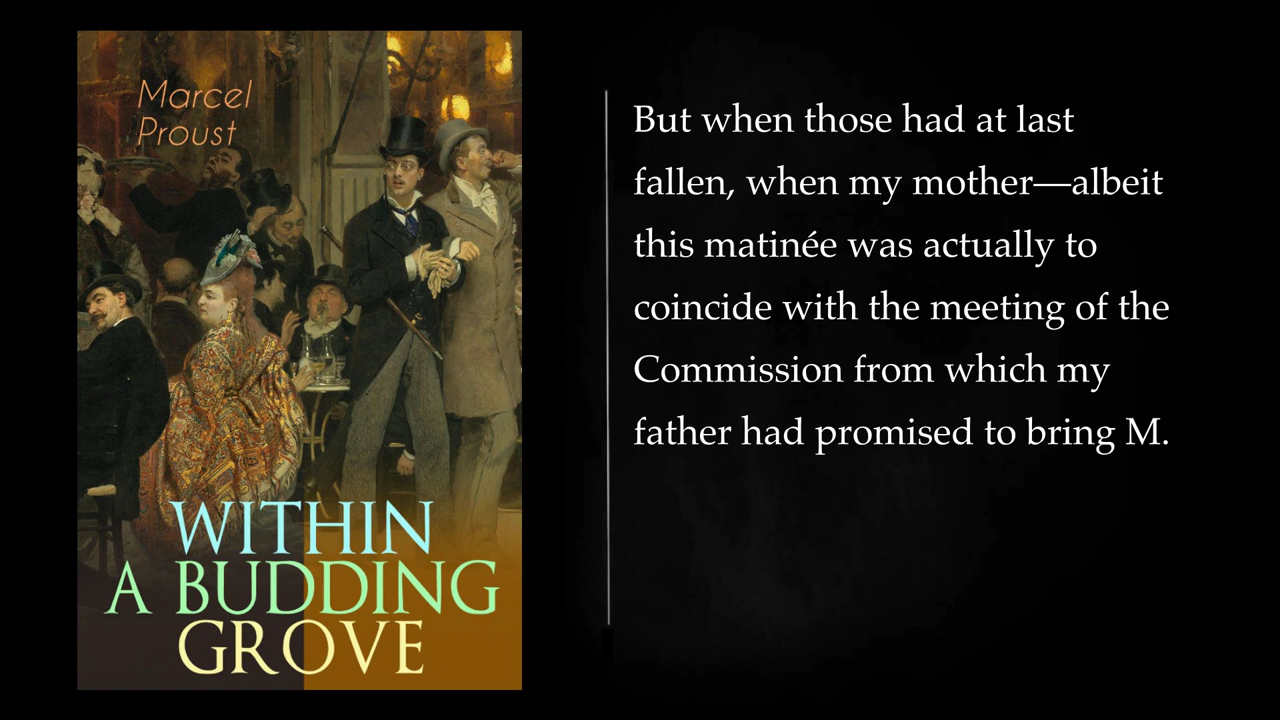 Marcel
Proust
WITHIN
A BUDDING
GROVE
But when those had at last
fallen, when my mother—albeit
this matinée was actually to
coincide with the meeting of the
Commission from which my
father had promised to bring M.